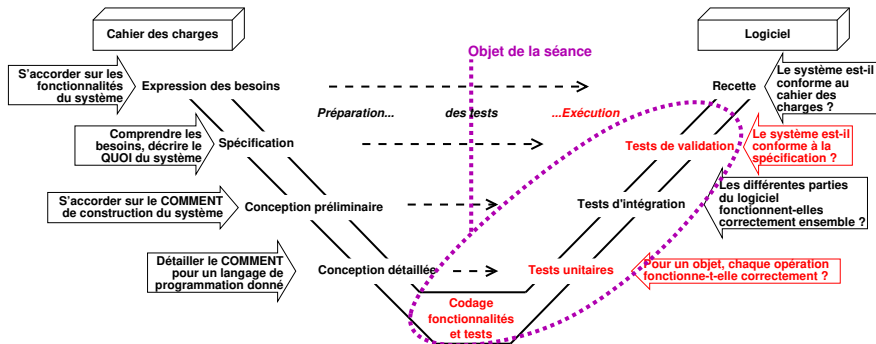 Cahier des charges
Logiciel
Objet de la séance
S'accorder sur les
fonctionnalités
du système
Expression des besoins
Recette
Le système est-il
conforme au
cahier des
charges ?
Préparation...
des tests
...Exécution
Comprendre les
besoins, décrire le
QUOI du système
Spécification
Tests de validation
Le système est-il
conforme à la
spécification ?
S'accorder sur le COMMENT
de construction du système
Conception préliminaire
Tests d'intégration
Les différentes parties
du logiciel
fonctionnent-elles
correctement ensemble ?
Détailler le COMMENT
pour un langage de
programmation donné
Conception détaillée
Tests unitaires
Pour un objet, chaque opération
fonctionne-t-elle correctement ?
Codage
fonctionnalités
et tests